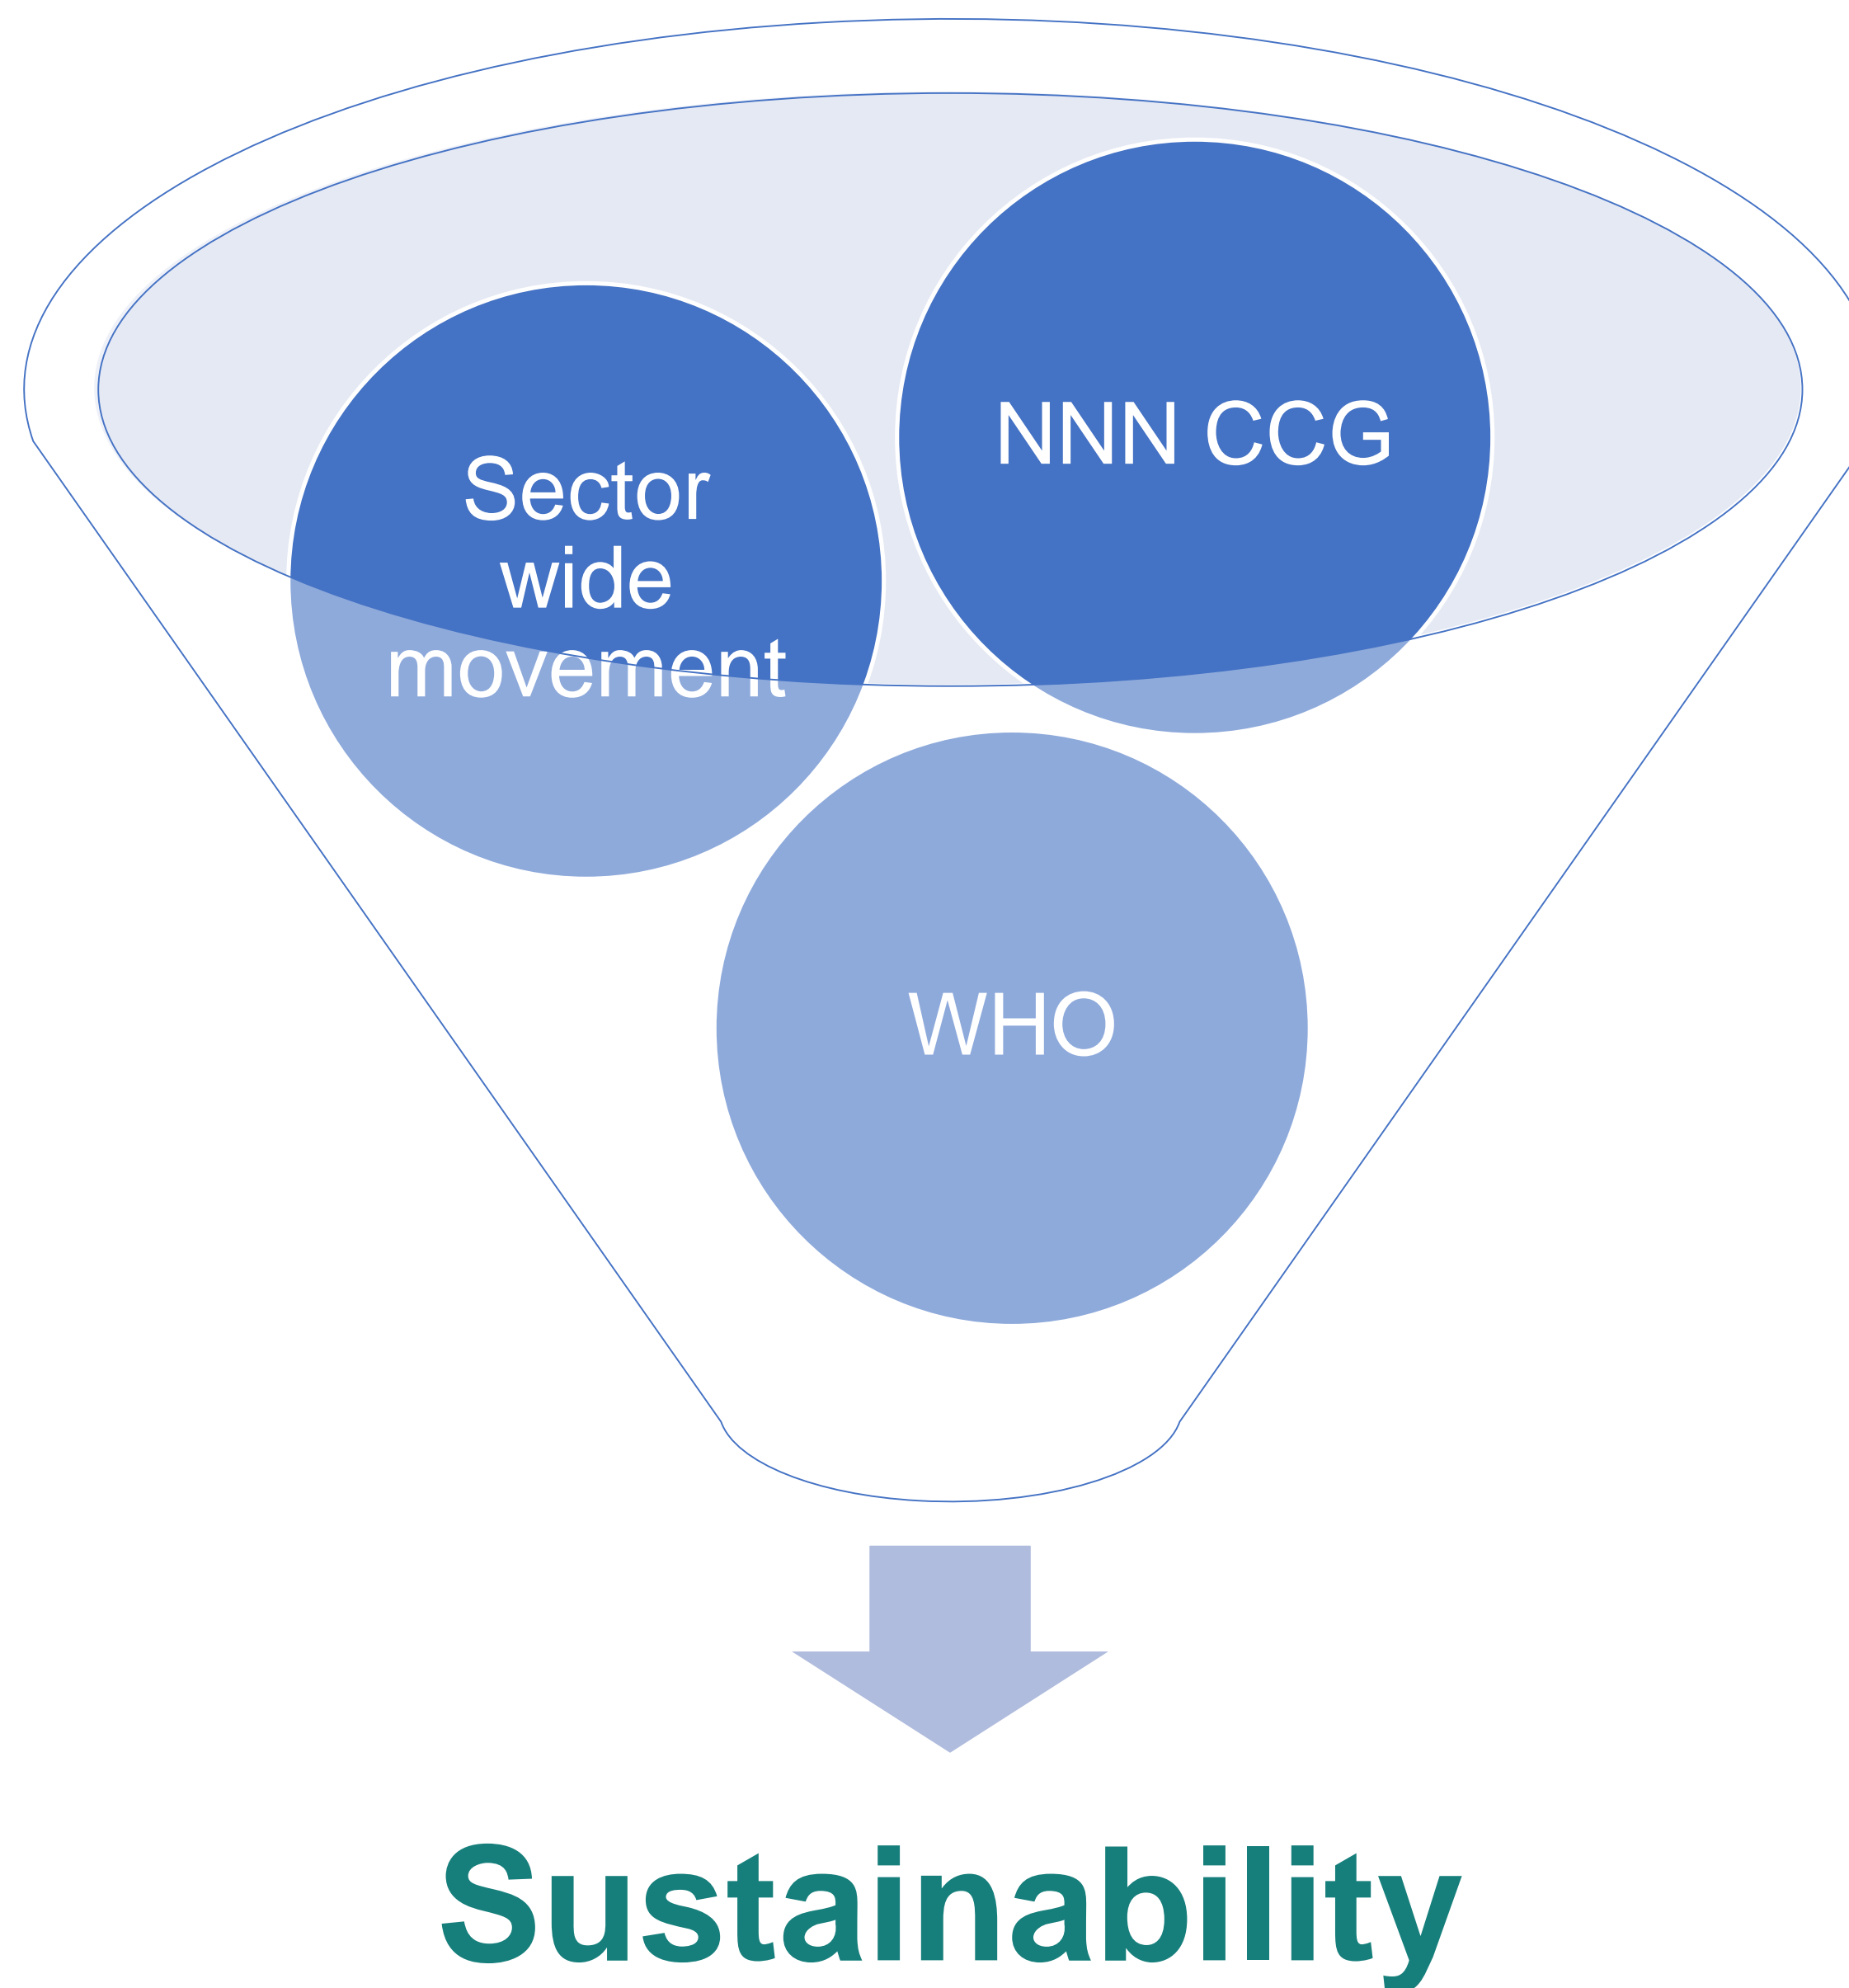 NNN CCG
Sector
wide
movement
WHO
Sustainability